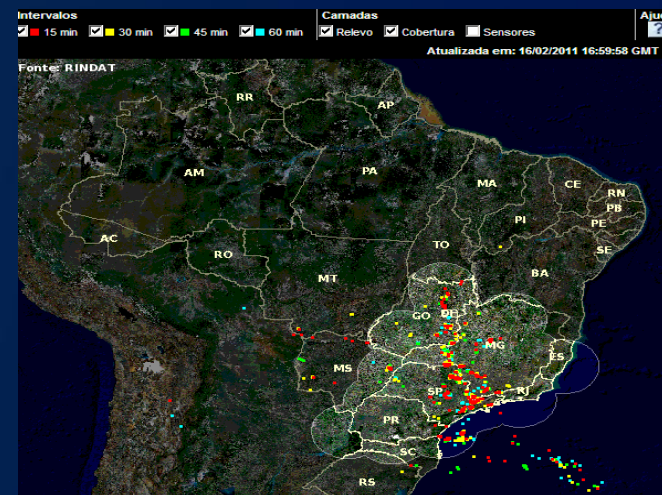 Intervalos Camadas Aju
15 min 30 min 45 min 60 min Relevo Cobertura Sensores ?
Atualizada em: 16/02/2011 16:59:58 GMT
Fonte: RINDAT
RR
AP
AM
PA
MA
CE
RN
PB
PI
PE
AC
TO
SE
RO
BA
MT
GO
DF
MG
ES
MS
SP
RJ
PR
SC
RS